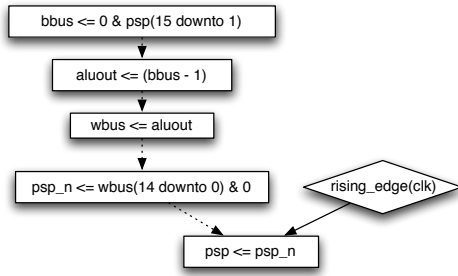 bbus <= 0 & psp(15 downto 1)
aluout <= (bbus - 1)
wbus <= aluout
psp_n <= wbus(14 downto 0) & 0
rising_edge(clk)
psp <= psp_n